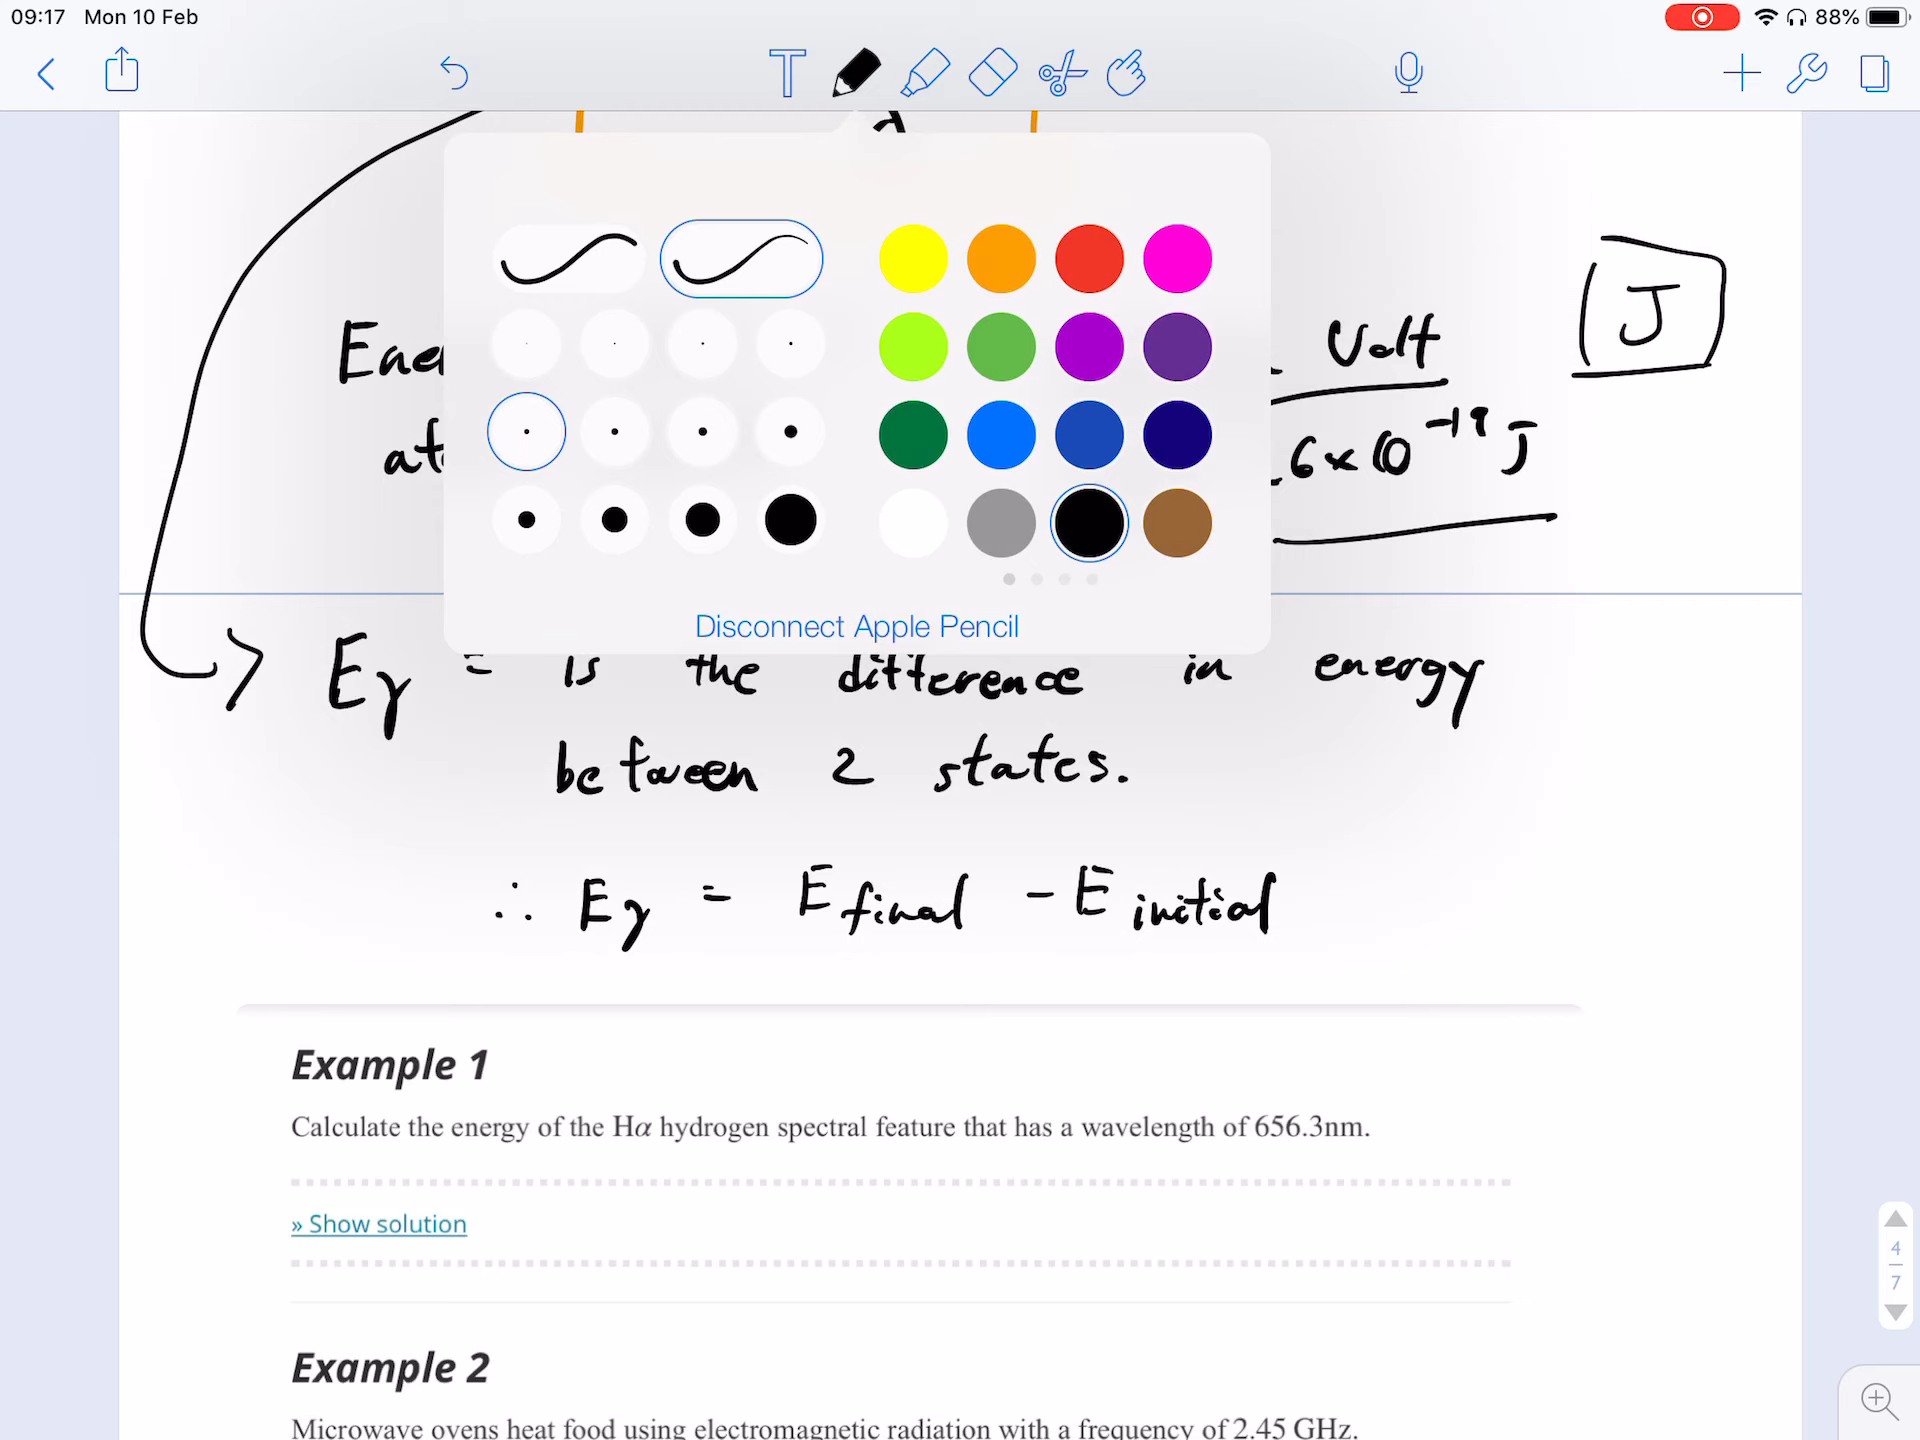 09:17 Mon 10 Feb 88%
T
J
Volt
at
6x10⁻¹⁹ J
Disconnect Apple Pencil
Eγ = is the difference in energy
between 2 states.
∴ Eγ = E final - E initial
Example 1
Calculate the energy of the Hα hydrogen spectral feature that has a wavelength of 656.3nm.
» Show solution
4
7
Example 2
Microwave ovens heat food using electromagnetic radiation with a frequency of 2.45 GHz.